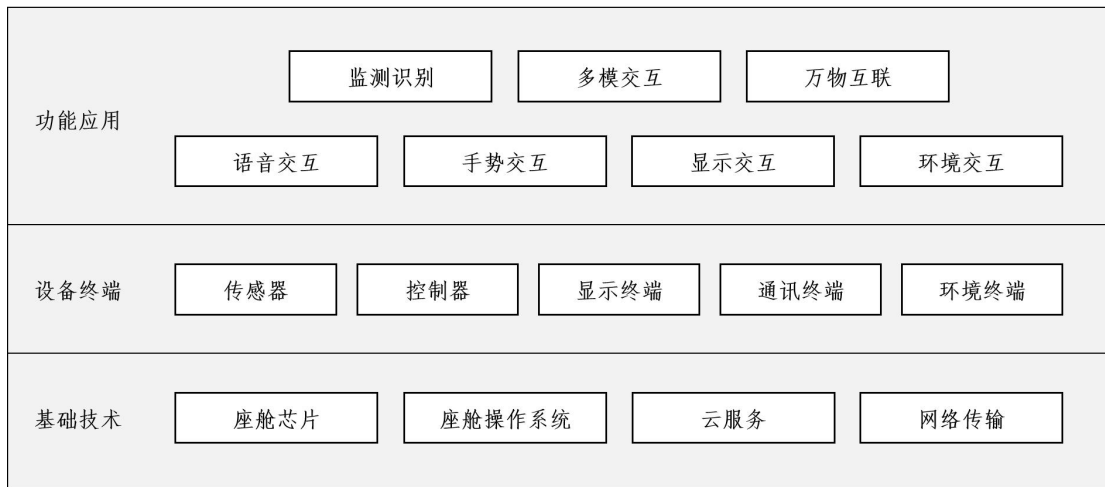 监测识别 多模交互 万物互联
功能应用
语音交互 手势交互 显示交互 环境交互
设备终端 传感器 控制器 显示终端 通讯终端 环境终端
基础技术 座舱芯片 座舱操作系统 云服务 网络传输